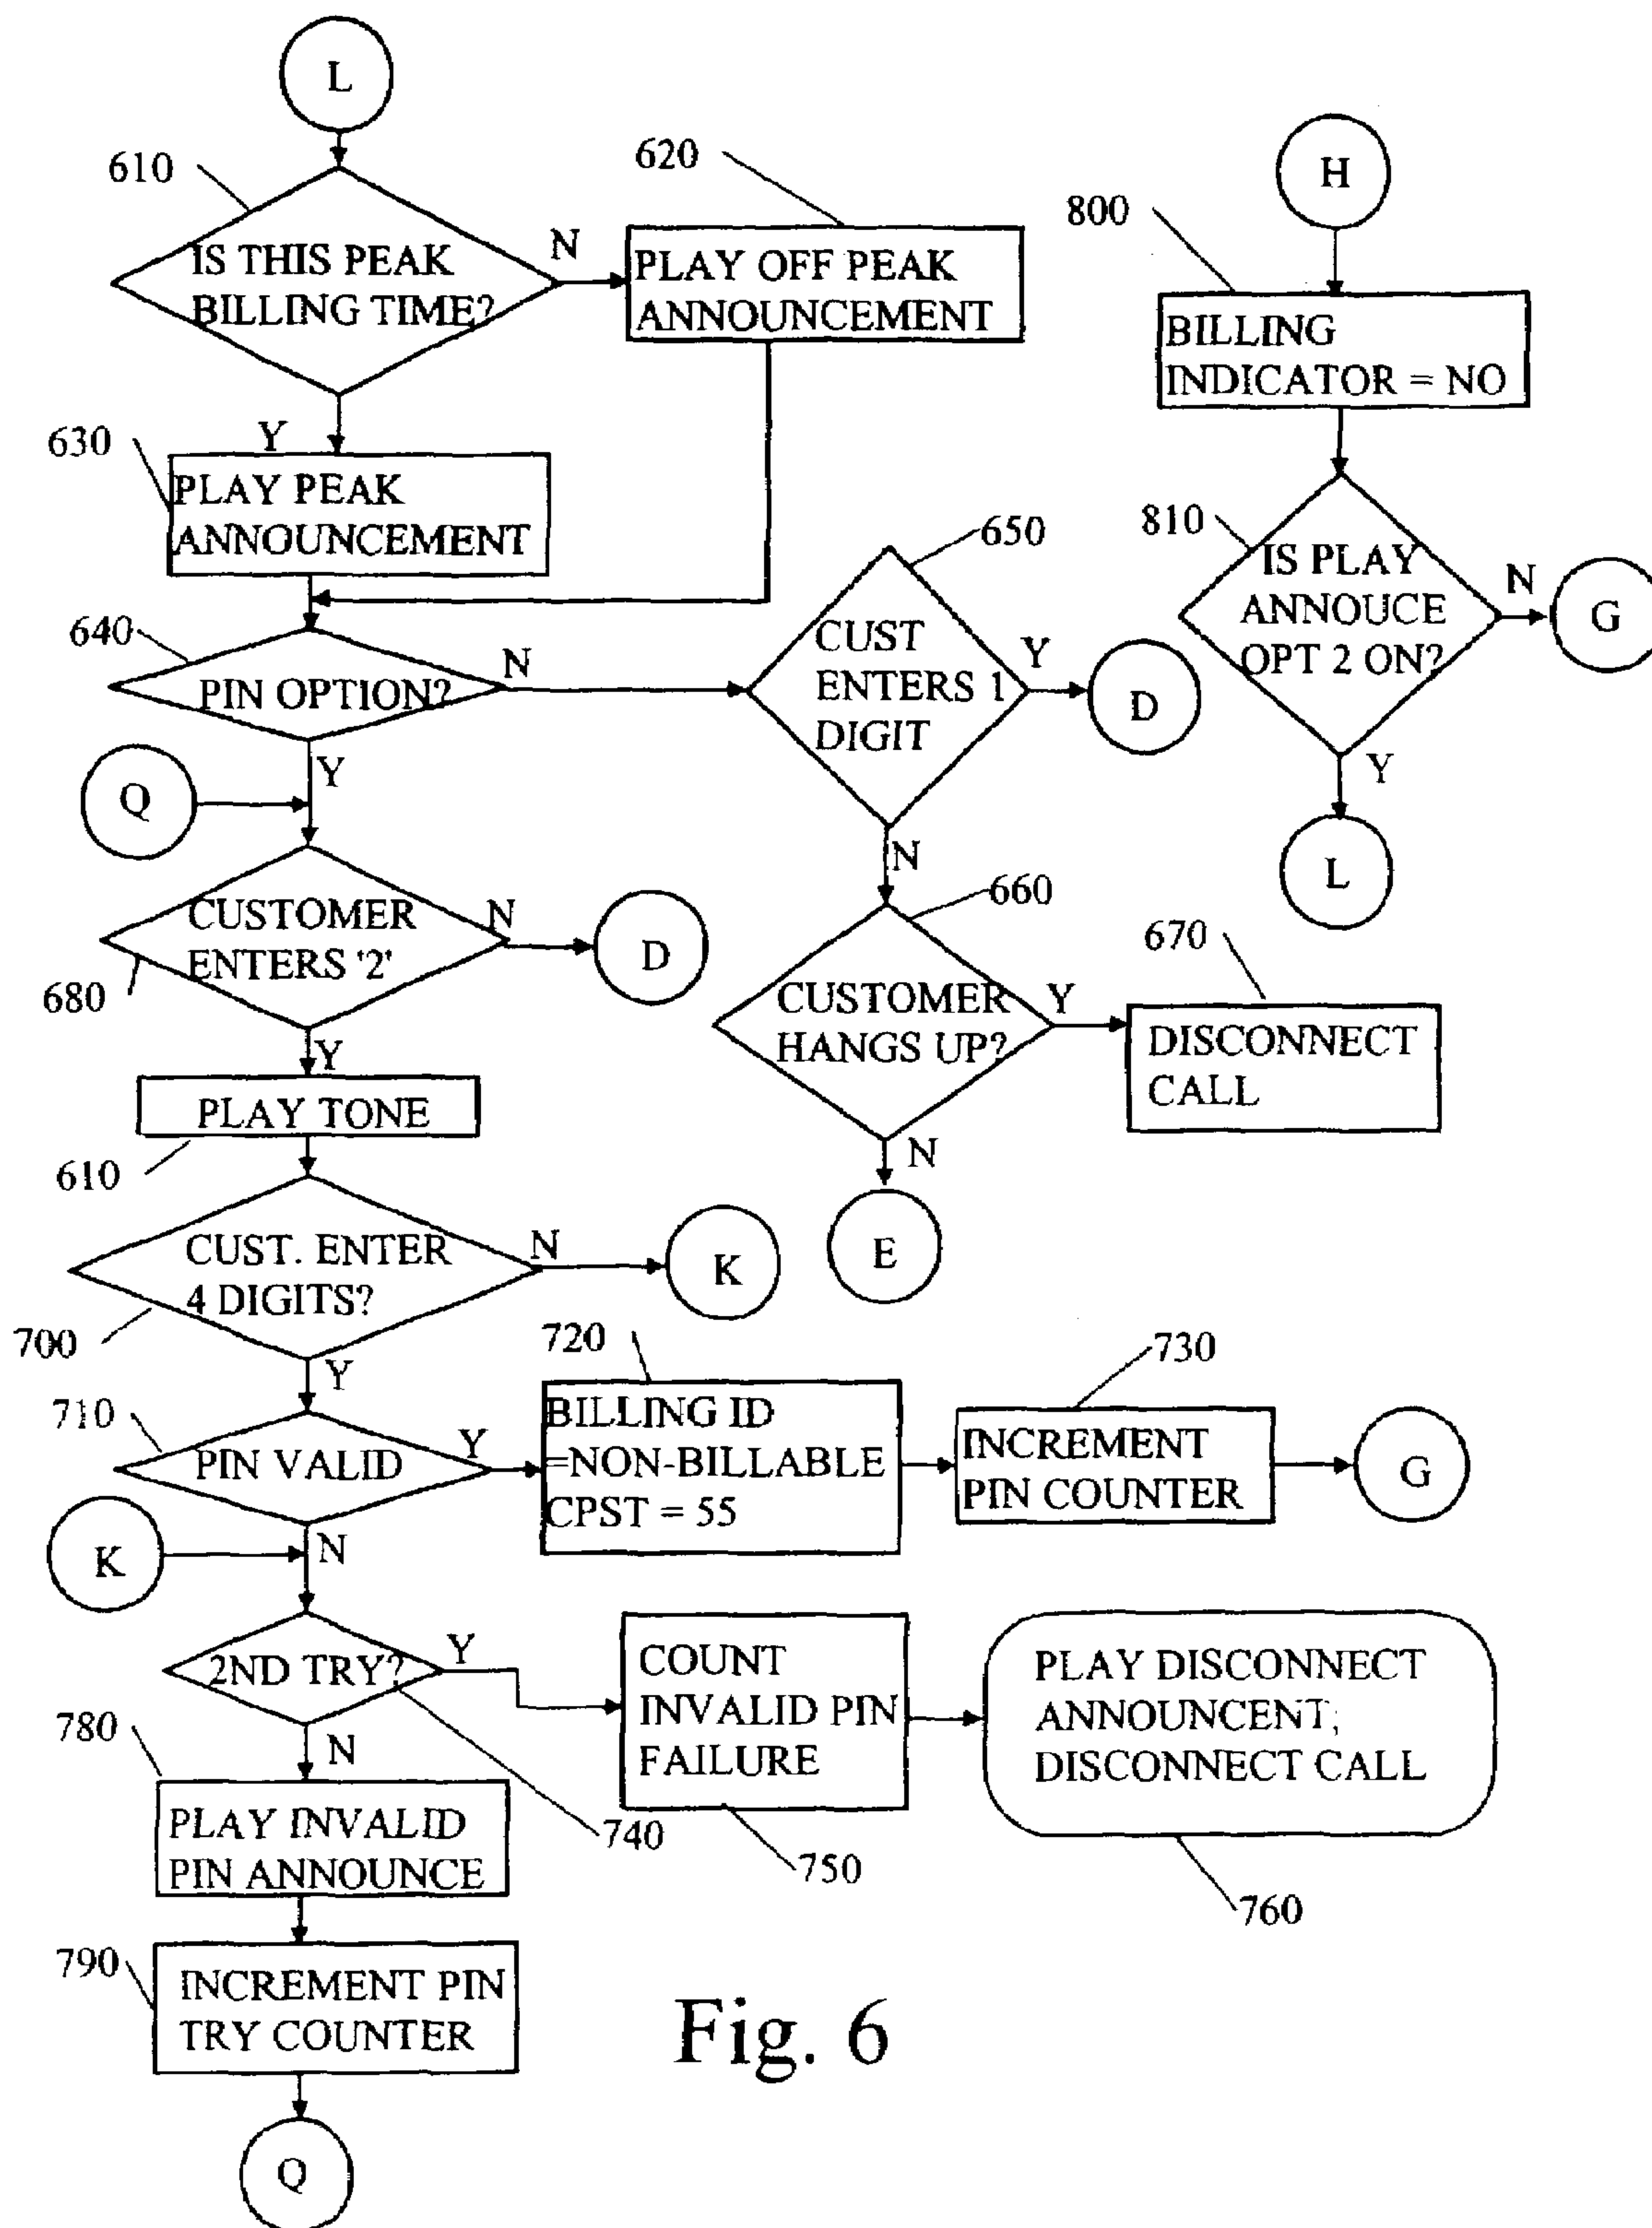 L
610
IS THIS PEAK
BILLING TIME?
N
620
PLAY OFF PEAK
ANNOUNCEMENT
Y
630
PLAY PEAK
ANNOUNCEMENT
640
PIN OPTION?
N
650
CUST
ENTERS 1
DIGIT
Y
D
N
660
CUSTOMER
HANGS UP?
Y
670
DISCONNECT
CALL
N
E
Y
Q
CUSTOMER
ENTERS '2'
680
N
D
Y
PLAY TONE
610
CUST. ENTER
4 DIGITS?
700
N
K
Y
710
PIN VALID
Y
720
BILLING ID
=NON-BILLABLE
CPST = 55
730
INCREMENT
PIN COUNTER
G
K
N
2ND TRY?
740
Y
COUNT
INVALID PIN
FAILURE
750
PLAY DISCONNECT
ANNOUNCENT;
DISCONNECT CALL
760
N
780
PLAY INVALID
PIN ANNOUNCE
790
INCREMENT PIN
TRY COUNTER
Q
H
800
BILLING
INDICATOR = NO
810
IS PLAY
ANNOUCE
OPT 2 ON?
N
G
Y
L
Fig. 6